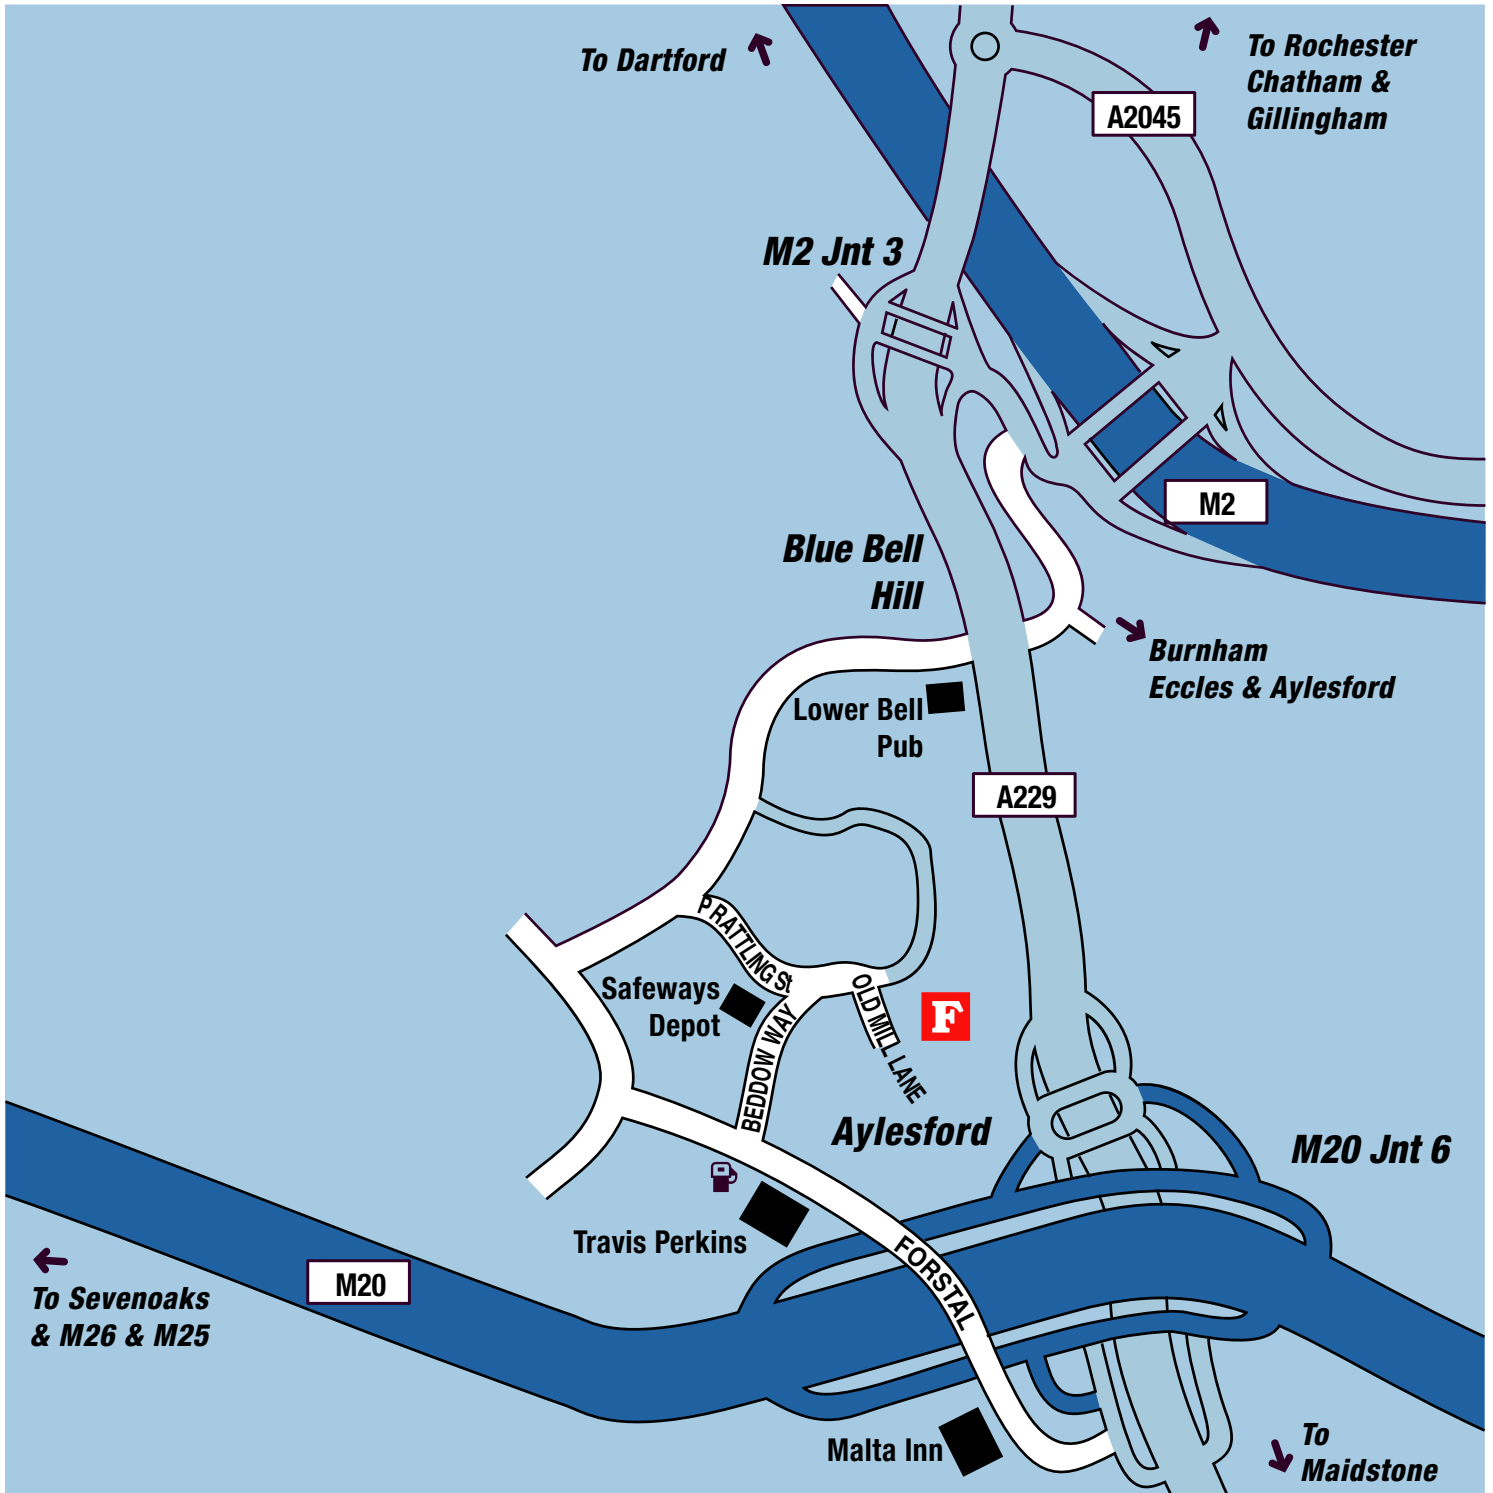 To Dartford
To Rochester
Chatham &
Gillingham
A2045
M2 Jnt 3
M2
Blue Bell
Hill
Burnham
Eccles & Aylesford
Lower Bell
Pub
A229
PRATTLING St
Safeways
Depot
OLD MILL LANE
F
BEDDOW WAY
Aylesford
M20 Jnt 6
Travis Perkins
FORSTAL
M20
To Sevenoaks
& M26 & M25
Malta Inn
To
Maidstone